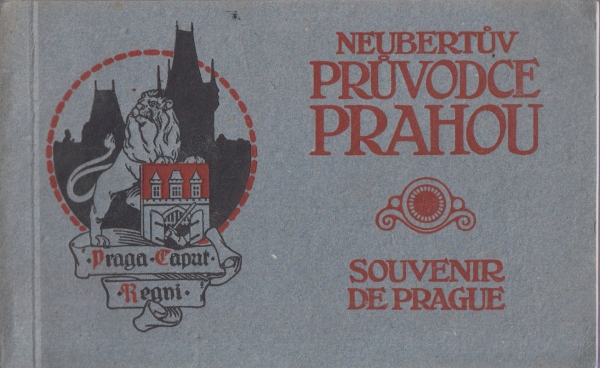 ·Praga·Caput·
·Regni·
NEUBERTŮV
PRŮVODCE
PRAHOU
SOUVENIR
DE PRAGUE